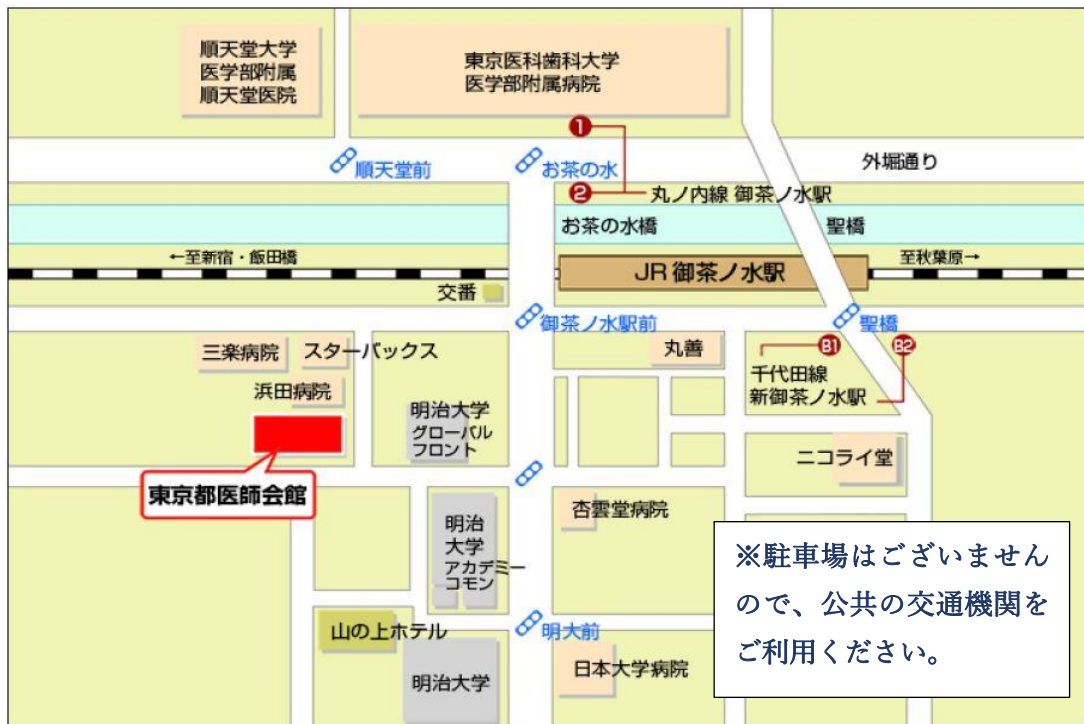 順天堂大学
医学部附属
順天堂医院
東京医科歯科大学
医学部附属病院
1
順天堂前
お茶の水
外堀通り
2
丸ノ内線 御茶ノ水駅
お茶の水橋
聖橋
←至新宿・飯田橋
JR 御茶ノ水駅
至秋葉原→
交番
御茶ノ水駅前
聖橋
三楽病院
スターバックス
丸善
B1
B2
千代田線
新御茶ノ水駅
浜田病院
明治大学
グローバル
フロント
ニコライ堂
東京都医師会館
杏雲堂病院
明治
大学
アカデミー
コモン
※駐車場はございません
ので、公共の交通機関を
ご利用ください。
山の上ホテル
明大前
明治大学
日本大学病院